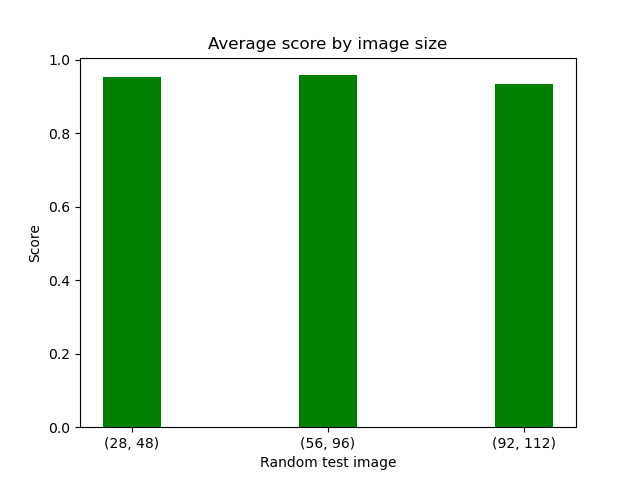 Average score by image size
1.0
0.8
0.6
0.4
0.2
0.0
Score
(28, 48) (56, 96) (92, 112)
Random test image